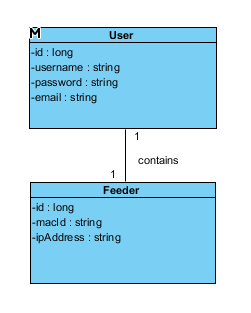 M
User
-id : long
-username : string
-password : string
-email : string
1
contains
1
Feeder
-id : long
-macId : string
-ipAddress : string